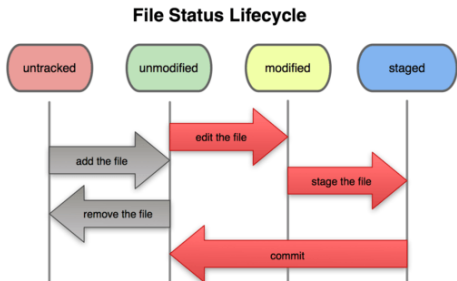 File Status Lifecycle
untracked
unmodified
modified
staged
edit the file
add the file
stage the file
remove the file
commit